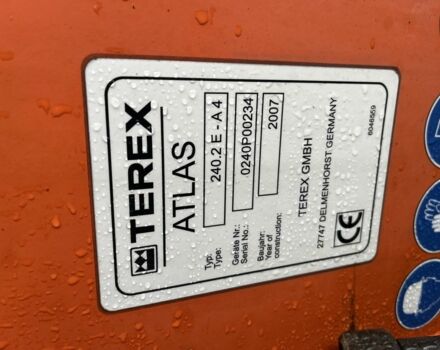 TEREX
ATLAS
Typ:
Type:
240.2 E - A 4
Geräte Nr.:
Serial No.:
0240P00234
Baujahr:
Year of
construction:
2007
TEREX GMBH
27747 DELMENHORST GERMANY
CE
6046569